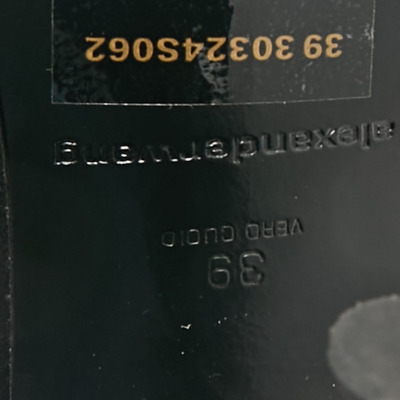 39
VERO CUOIO
alexanderwang
39 30324S062